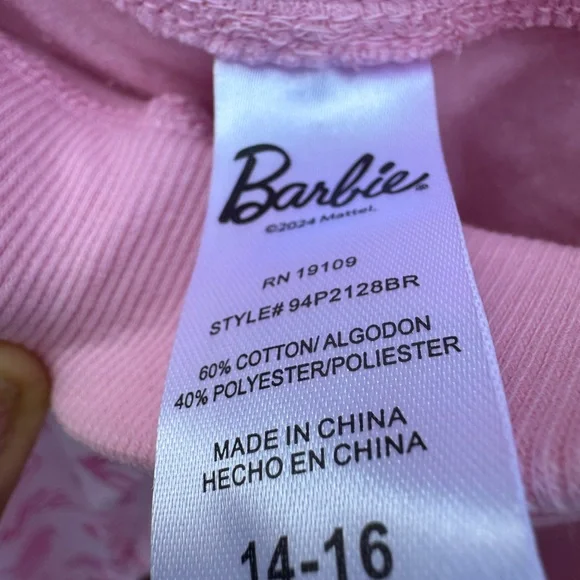 Barbie®
©2024 Mattel.
RN 19109
STYLE# 94P2128BR
60% COTTON/ ALGODON
40% POLYESTER/POLIESTER
MADE IN CHINA
HECHO EN CHINA
14-16